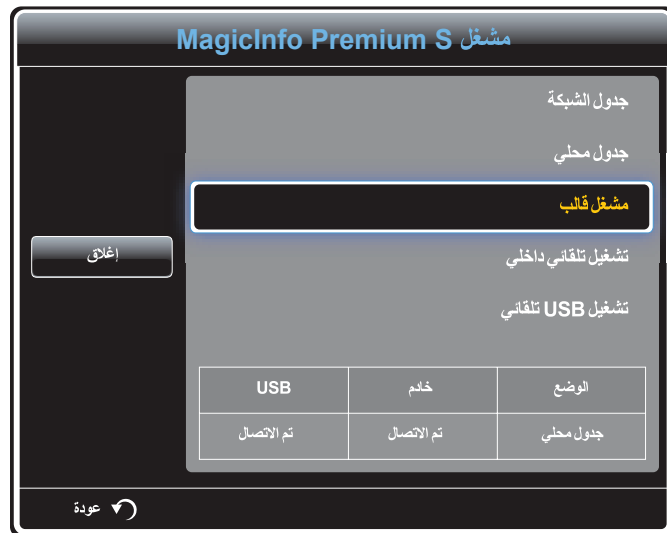 مشغل MagicInfo Premium S
جدول الشبكة
جدول محلي
مشغل قالب
تشغيل تلقائي داخلي
تشغيل USB تلقائي
إغلاق
الوضع خادم USB
جدول محلي تم الاتصال تم الاتصال
عودة